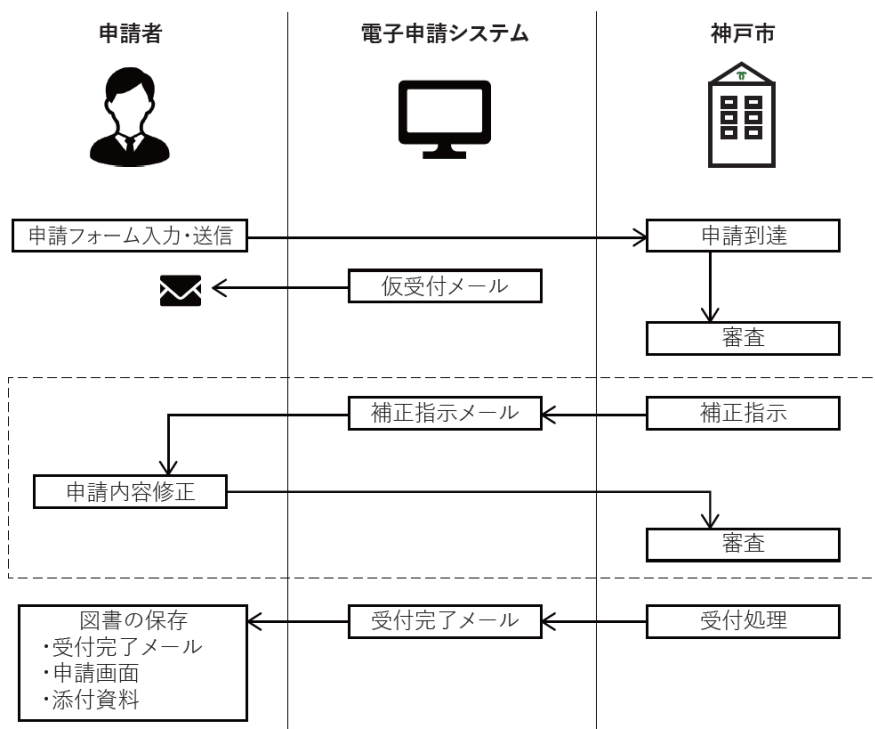 申請者
電子申請システム
神戸市
申請フォーム入力・送信
申請到達
仮受付メール
審査
補正指示メール
補正指示
申請内容修正
審査
図書の保存
・受付完了メール
・申請画面
・添付資料
受付完了メール
受付処理